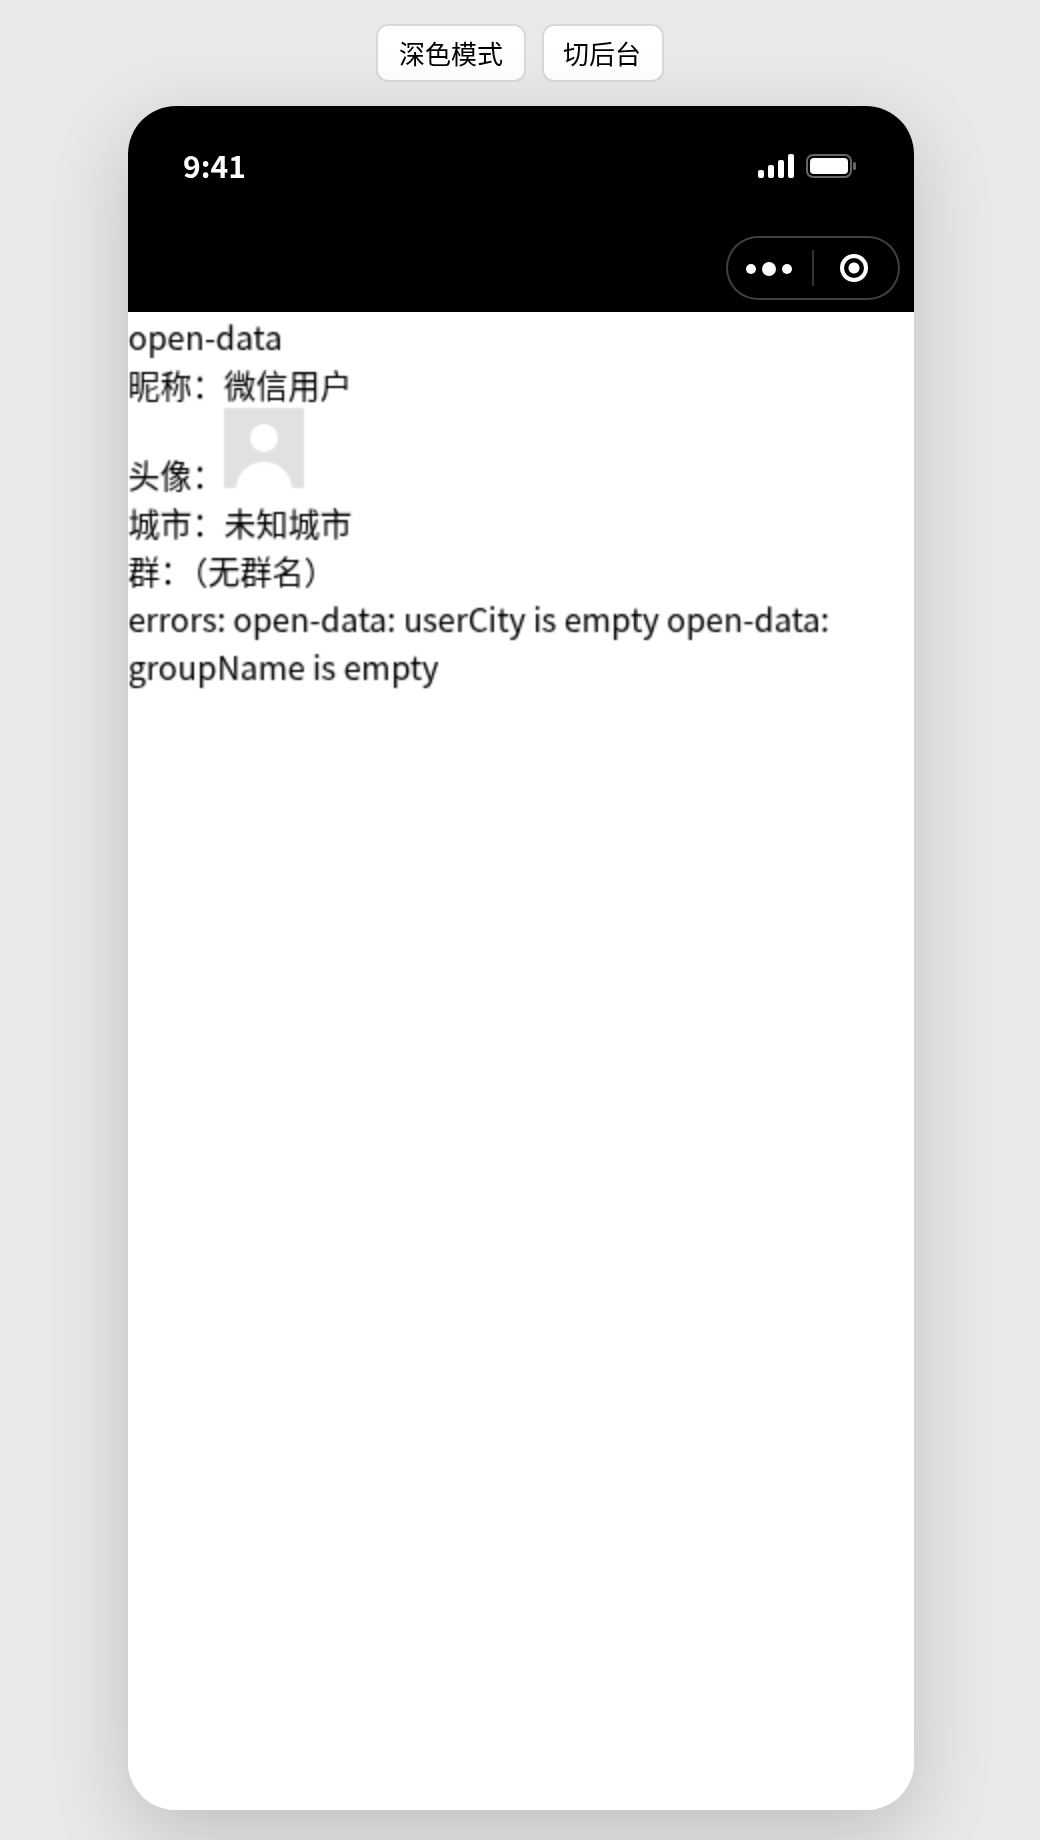 深色模式 切后台
9:41
open-data
昵称：微信用户
头像：
城市：未知城市
群：（无群名）
errors: open-data: userCity is empty open-data:
groupName is empty